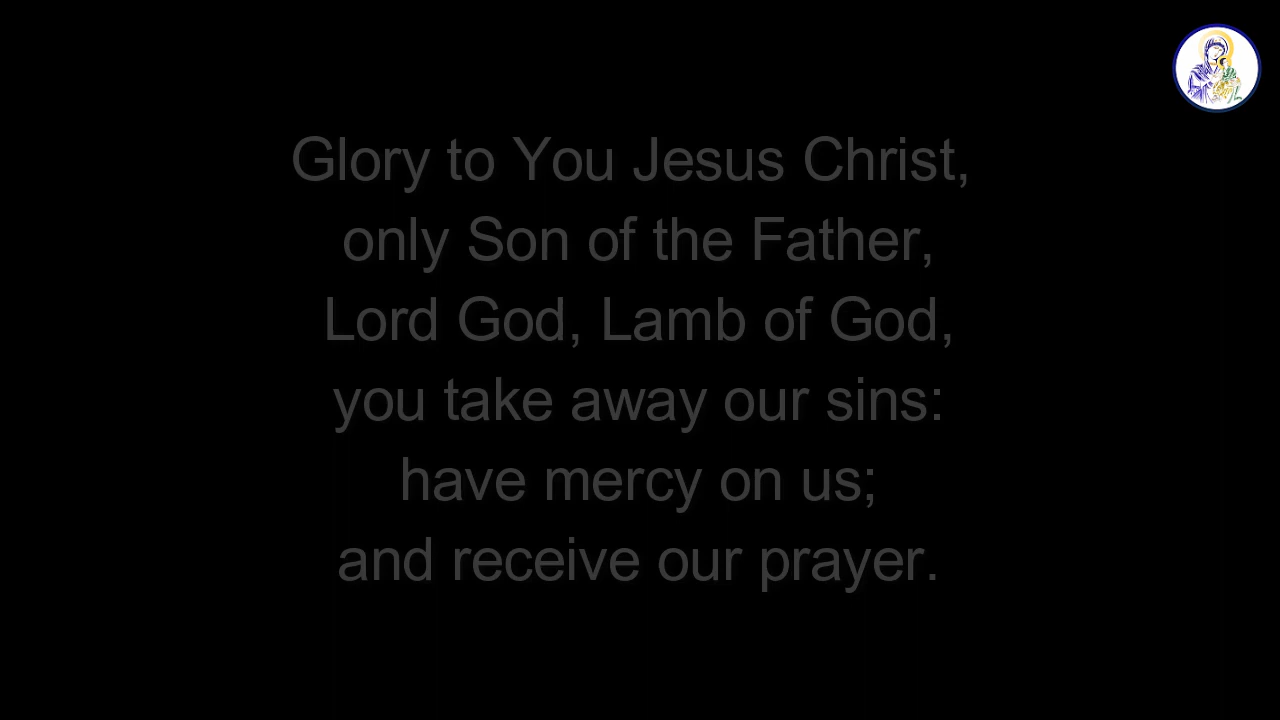 Glory to You Jesus Christ,
only Son of the Father,
Lord God, Lamb of God,
you take away our sins:
have mercy on us;
and receive our prayer.